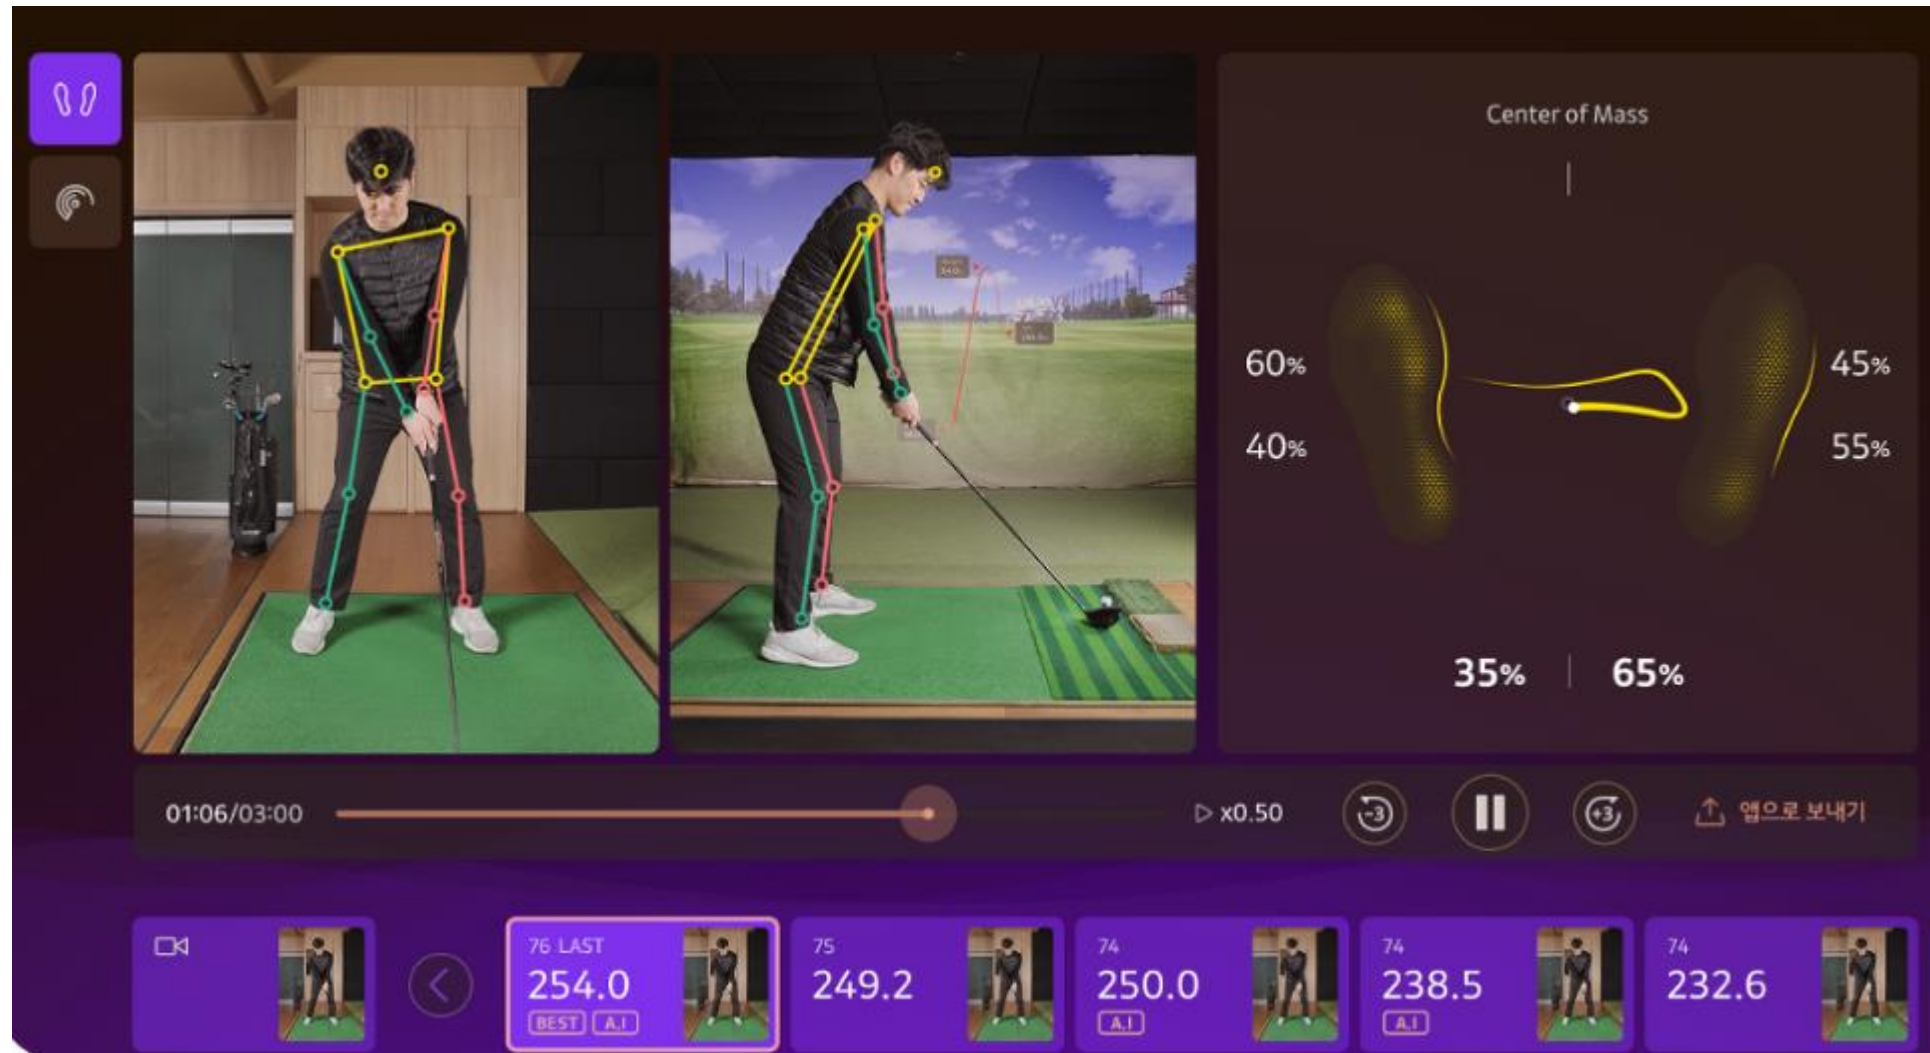 Center of Mass
60%
45%
40%
55%
35%
65%
01:06/03:00
x0.50
-3
+3
앱으로 보내기
76 LAST
254.0
BEST
A.I
75
249.2
74
250.0
A.I
74
238.5
A.I
74
232.6